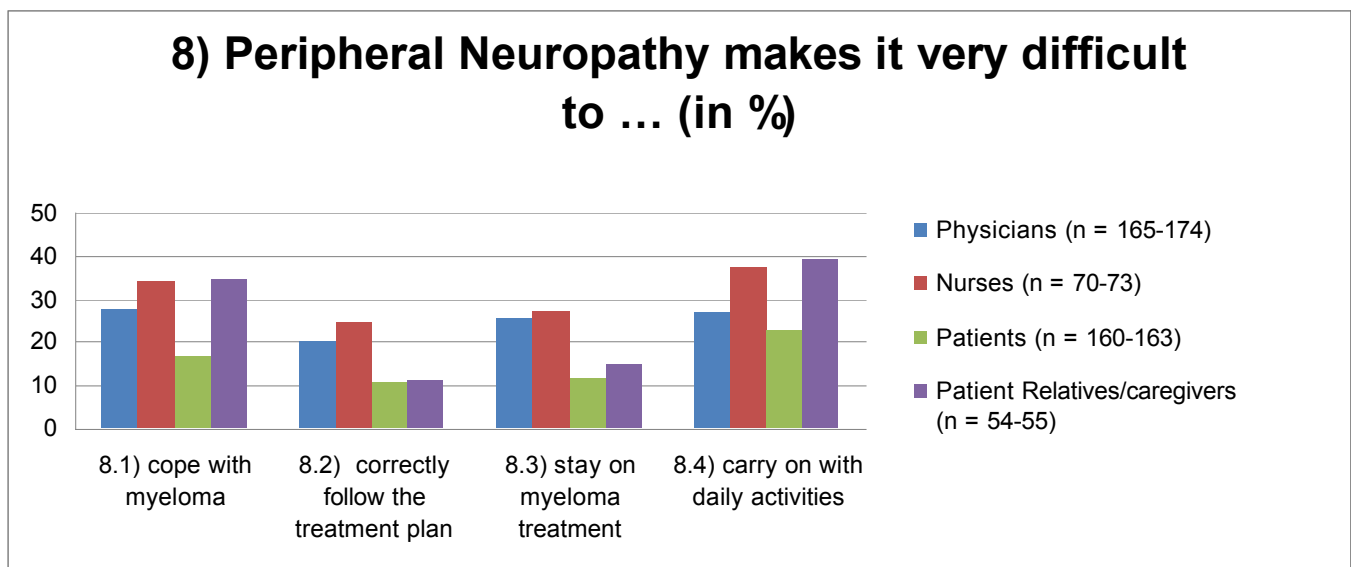 8) Peripheral Neuropathy makes it very difficult
to … (in %)
50
40
30
20
10
0
8.1) cope with
myeloma
8.2) correctly
follow the
treatment plan
8.3) stay on
myeloma
treatment
8.4) carry on with
daily activities
Physicians (n = 165-174)
Nurses (n = 70-73)
Patients (n = 160-163)
Patient Relatives/caregivers
(n = 54-55)